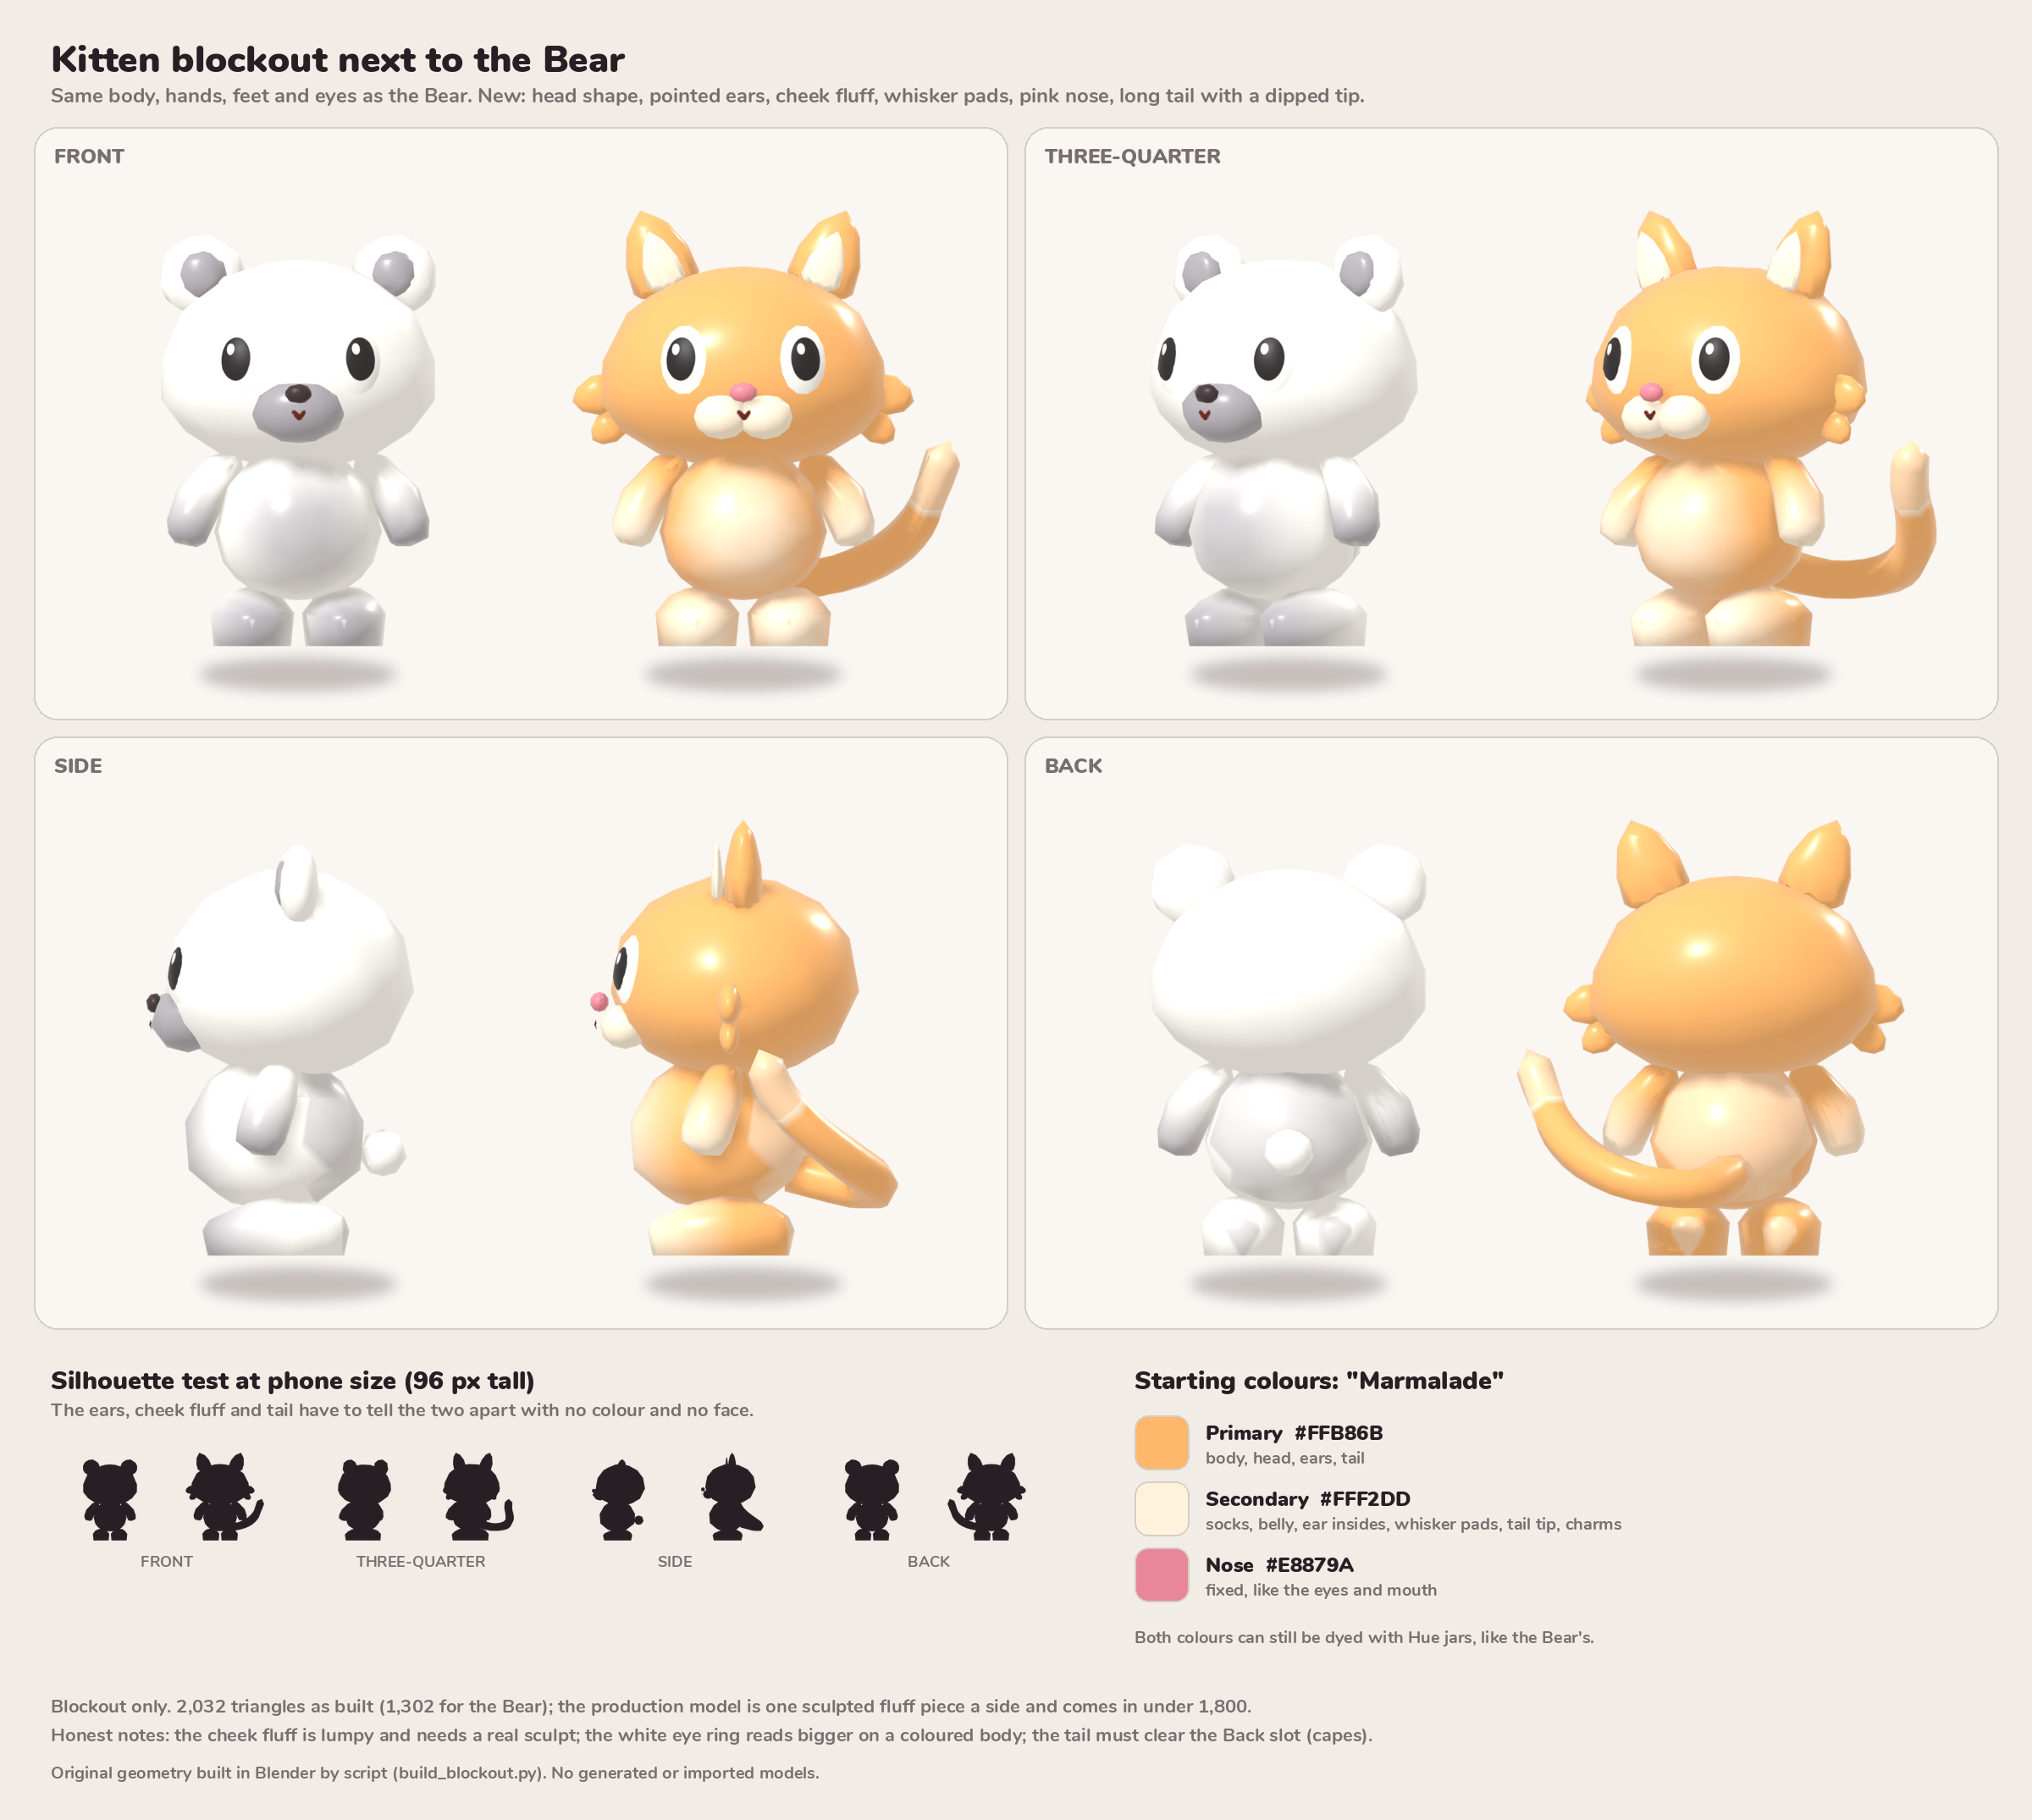 Kitten blockout next to the Bear
Same body, hands, feet and eyes as the Bear. New: head shape, pointed ears, cheek fluff, whisker pads, pink nose, long tail with a dipped tip.
FRONT
THREE-QUARTER
SIDE
BACK
Silhouette test at phone size (96 px tall)
The ears, cheek fluff and tail have to tell the two apart with no colour and no face.
FRONT
THREE-QUARTER
SIDE
BACK
Starting colours: "Marmalade"
Primary #FFB86B
body, head, ears, tail
Secondary #FFF2DD
socks, belly, ear insides, whisker pads, tail tip, charms
Nose #E8879A
fixed, like the eyes and mouth
Both colours can still be dyed with Hue jars, like the Bear's.
Blockout only. 2,032 triangles as built (1,302 for the Bear); the production model is one sculpted fluff piece a side and comes in under 1,800.
Honest notes: the cheek fluff is lumpy and needs a real sculpt; the white eye ring reads bigger on a coloured body; the tail must clear the Back slot (capes).
Original geometry built in Blender by script (build_blockout.py). No generated or imported models.